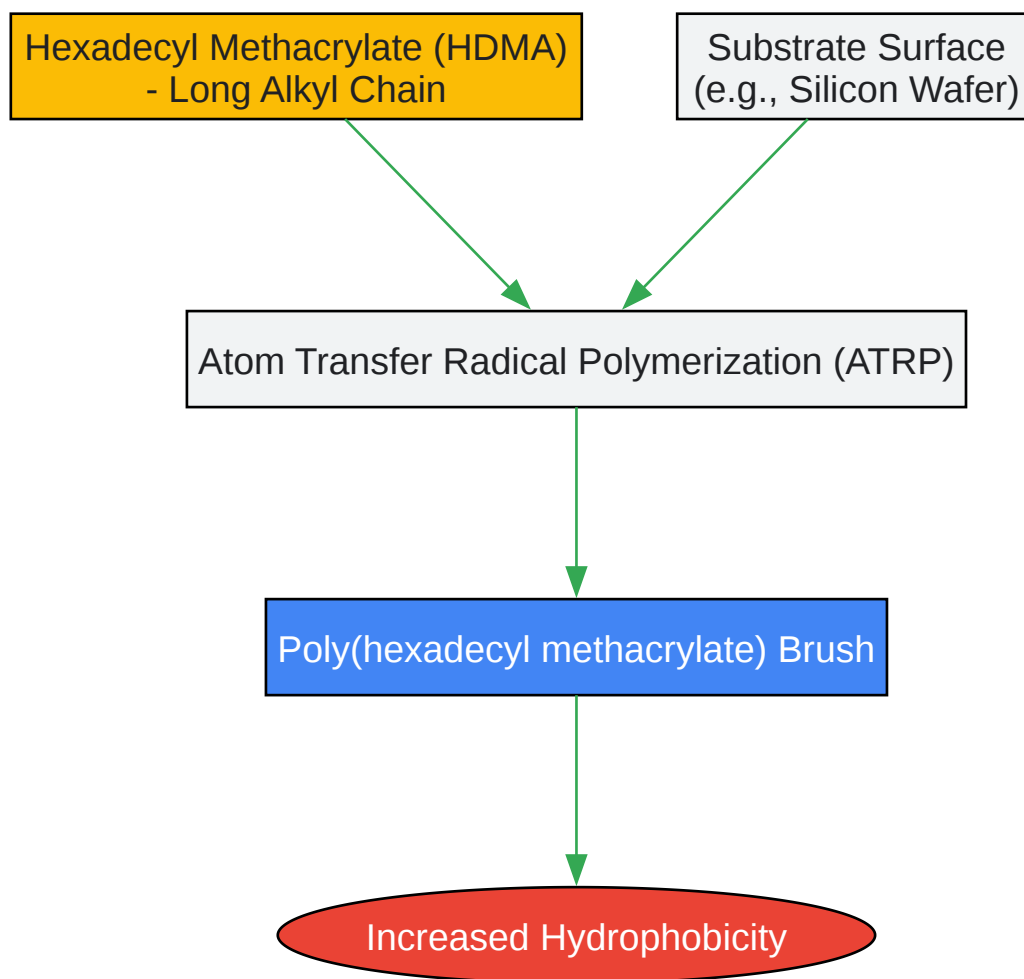 Hexadecyl Methacrylate (HDMA)
- Long Alkyl Chain
Substrate Surface
(e.g., Silicon Wafer)
Atom Transfer Radical Polymerization (ATRP)
Poly(hexadecyl methacrylate) Brush
Increased Hydrophobicity